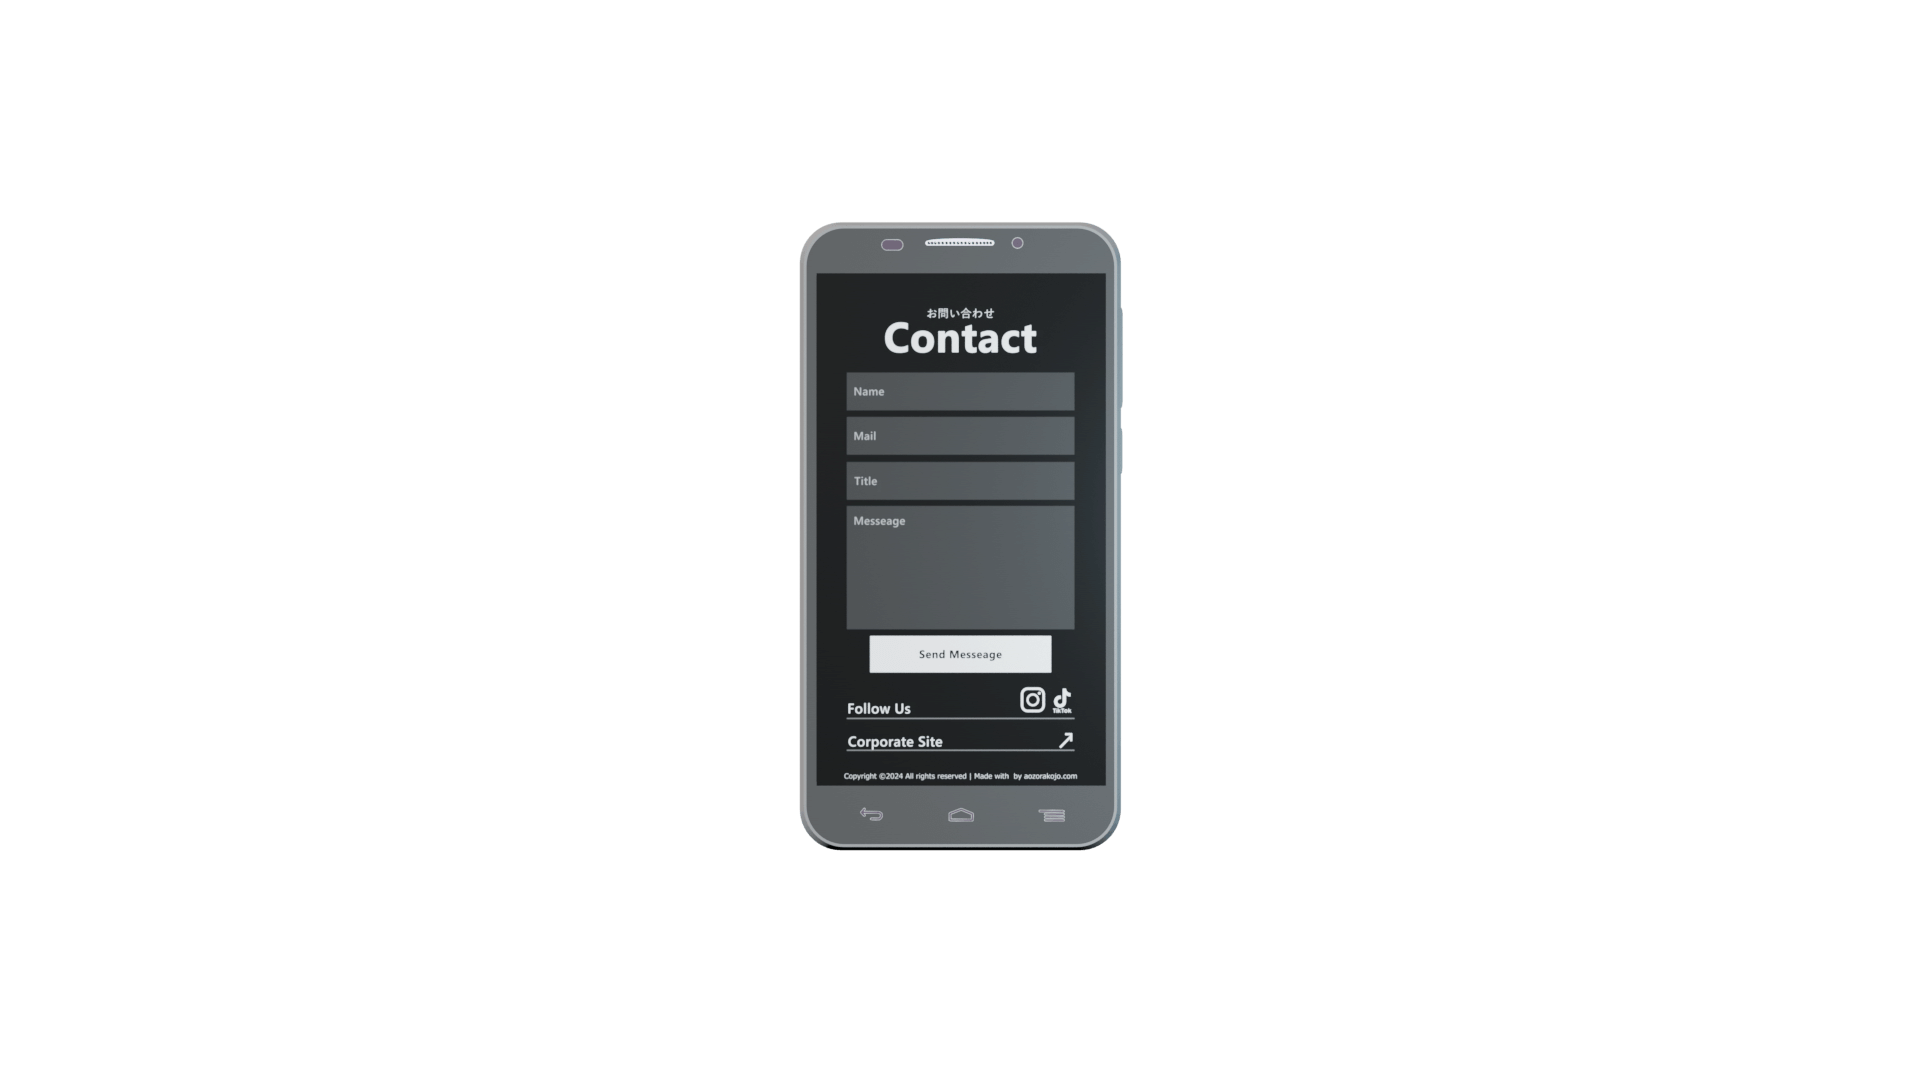 お問い合わせ
Contact
Name
Mail
Title
Messeage
Send Messeage
Follow Us
TikTok
Corporate Site
Copyright ©2024 All rights reserved | Made with by aozorakojo.com